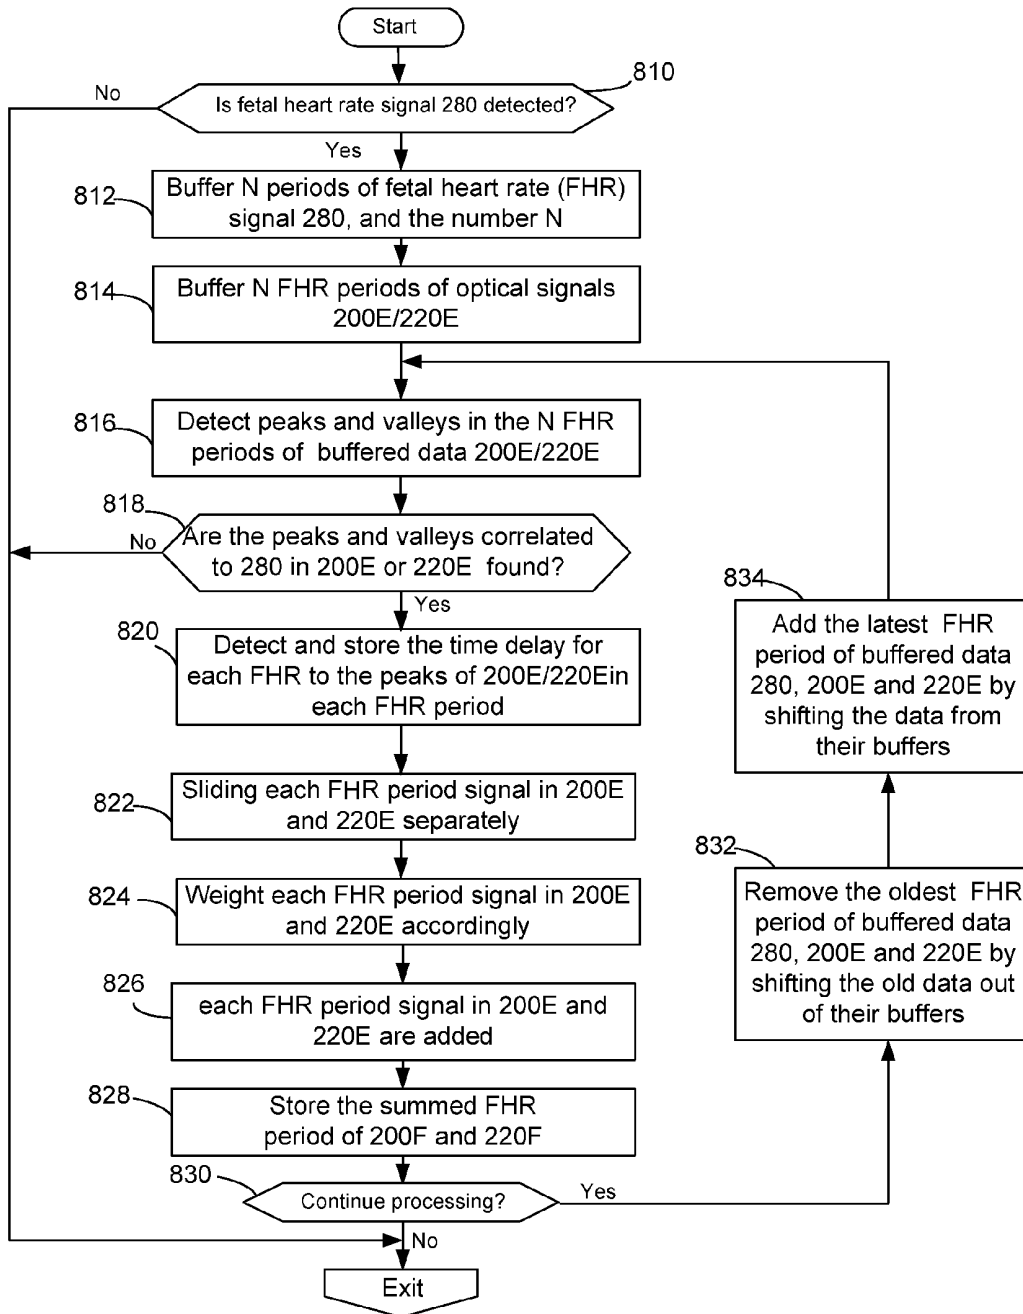 Start
810
No
Is fetal heart rate signal 280 detected?
Yes
812
Buffer N periods of fetal heart rate (FHR)
signal 280, and the number N
814
Buffer N FHR periods of optical signals
200E/220E
816
Detect peaks and valleys in the N FHR
periods of buffered data 200E/220E
818
No
Are the peaks and valleys correlated
to 280 in 200E or 220E found?
Yes
820
Detect and store the time delay for
each FHR to the peaks of 200E/220Ein
each FHR period
822
Sliding each FHR period signal in 200E
and 220E separately
824
Weight each FHR period signal in 200E
and 220E accordingly
826
each FHR period signal in 200E and
220E are added
828
Store the summed FHR
period of 200F and 220F
830
Continue processing?
Yes
No
Exit
834
Add the latest FHR
period of buffered data
280, 200E and 220E by
shifting the data from
their buffers
832
Remove the oldest FHR
period of buffered data
280, 200E and 220E by
shifting the old data out
of their buffers